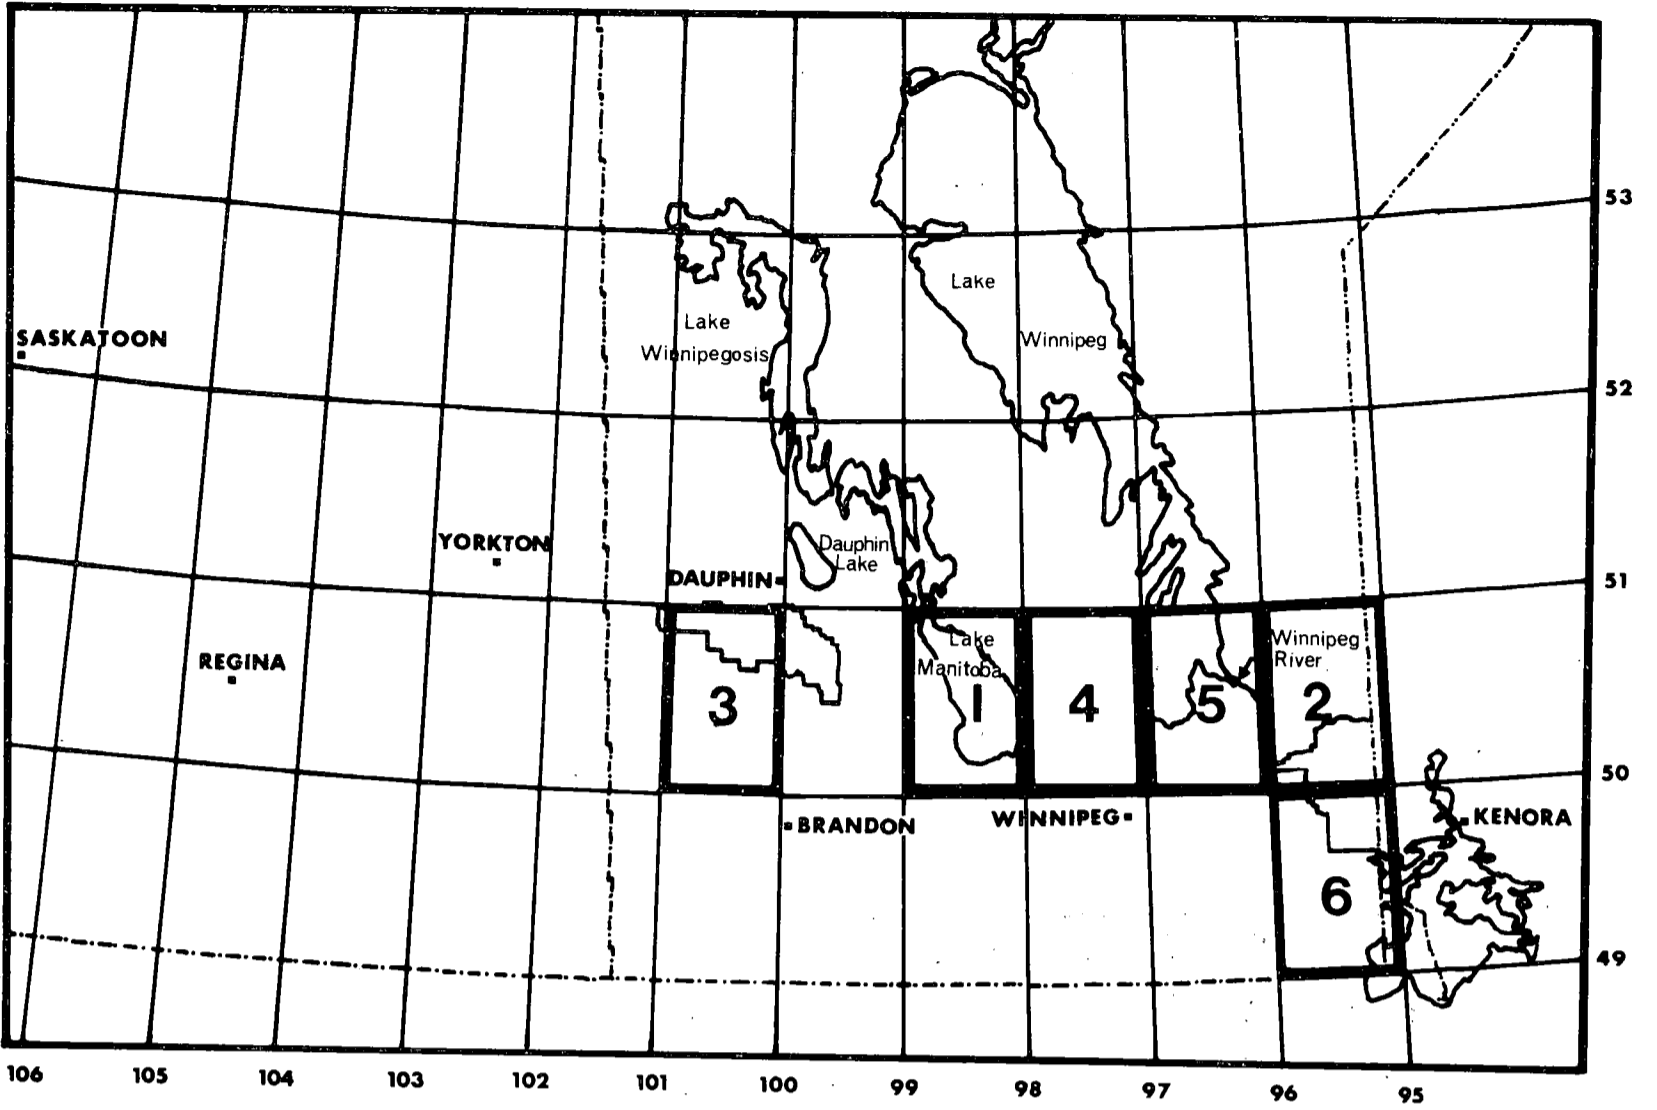 53
Lake
Lake
Winnipegosis
Winnipeg
SASKATOON
52
YORKTON
Dauphin
Lake
DAUPHIN
51
REGINA
Lake
Manitoba
Winnipeg
River
3
1
4
5
2
50
BRANDON
WINNIPEG
KENORA
6
49
106 105 104 103 102 101 100 99 98 97 96 95